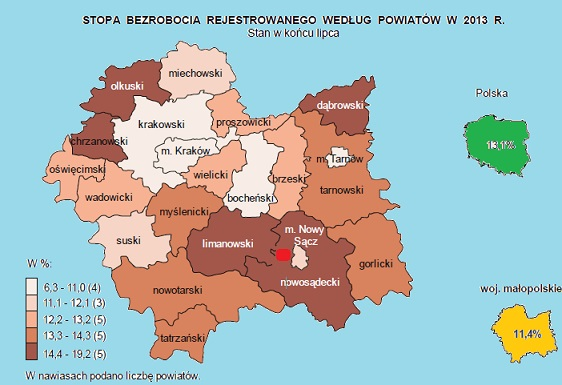 STOPA BEZROBOCIA REJESTROWANEGO WEDŁUG POWIATÓW W 2013 R.
Stan w końcu lipca
miechowski
olkuski
dąbrowski
Polska
proszowicki
krakowski
chrzanowski
13,1%
m. Kraków
m. Tarnów
oświęcimski
wielicki
brzeski
wadowicki
bocheński
tarnowski
myślenicki
suski
limanowski
m. Nowy
Sącz
gorlicki
W %:
nowosądecki
6,3 - 11,0 (4)
nowotarski
woj. małopolskie
11,1 - 12,1 (3)
12,2 - 13,2 (5)
13,3 - 14,3 (5)
11,4%
tatrzański
14,4 - 19,2 (5)
W nawiasach podano liczbę powiatów.